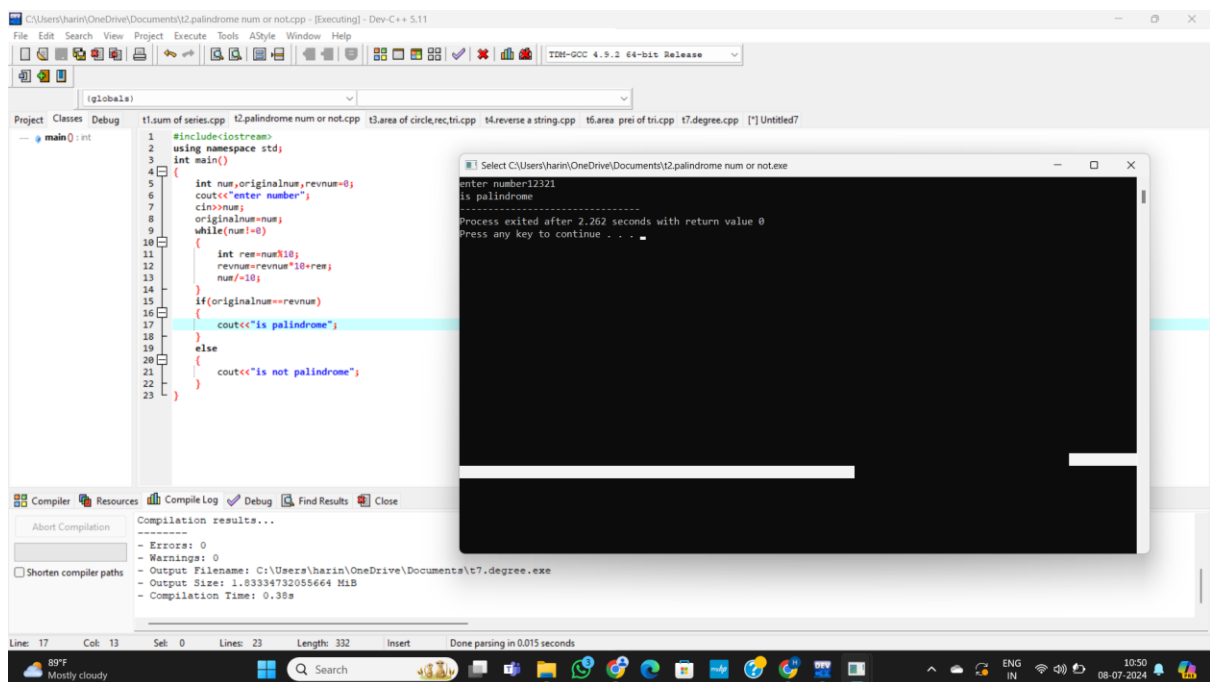 C:\Users\harin\OneDrive\Documents\t2.palindrome num or not.cpp - [Executing] - Dev-C++ 5.11
File Edit Search View Project Execute Tools AStyle Window Help
TDM-GCC 4.9.2 64-bit Release
(globals)
Project Classes Debug
t1.sum of series.cpp t2.palindrome num or not.cpp t3.area of circle,rec,tri.cpp t4.reverse a string.cpp t6.area prei of tri.cpp t7.degree.cpp [*] Untitled7
main () : int
1 #include<iostream>
2 using namespace std;
3 int main()
4 {
5 int num,originalnum,revnum=0;
6 cout<<"enter number";
7 cin>>num;
8 originalnum=num;
9 while(num!=0)
10 {
11 int rem=num%10;
12 revnum=revnum*10+rem;
13 num/=10;
14 }
15 if(originalnum==revnum)
16 {
17 cout<<"is palindrome";
18 }
19 else
20 {
21 cout<<"is not palindrome";
22 }
23 }
Select C:\Users\harin\OneDrive\Documents\t2.palindrome num or not.exe
enter number12321
is palindrome
--------------------------------
Process exited after 2.262 seconds with return value 0
Press any key to continue . . .
Compiler Resources Compile Log Debug Find Results Close
Abort Compilation
Shorten compiler paths
Compilation results...
--------
- Errors: 0
- Warnings: 0
- Output Filename: C:\Users\harin\OneDrive\Documents\t7.degree.exe
- Output Size: 1.83334732055664 MiB
- Compilation Time: 0.38s
Line: 17 Col: 13 Sel: 0 Lines: 23 Length: 332 Insert Done parsing in 0.015 seconds
89°F
Mostly cloudy
Search
ENG
IN
10:50
08-07-2024